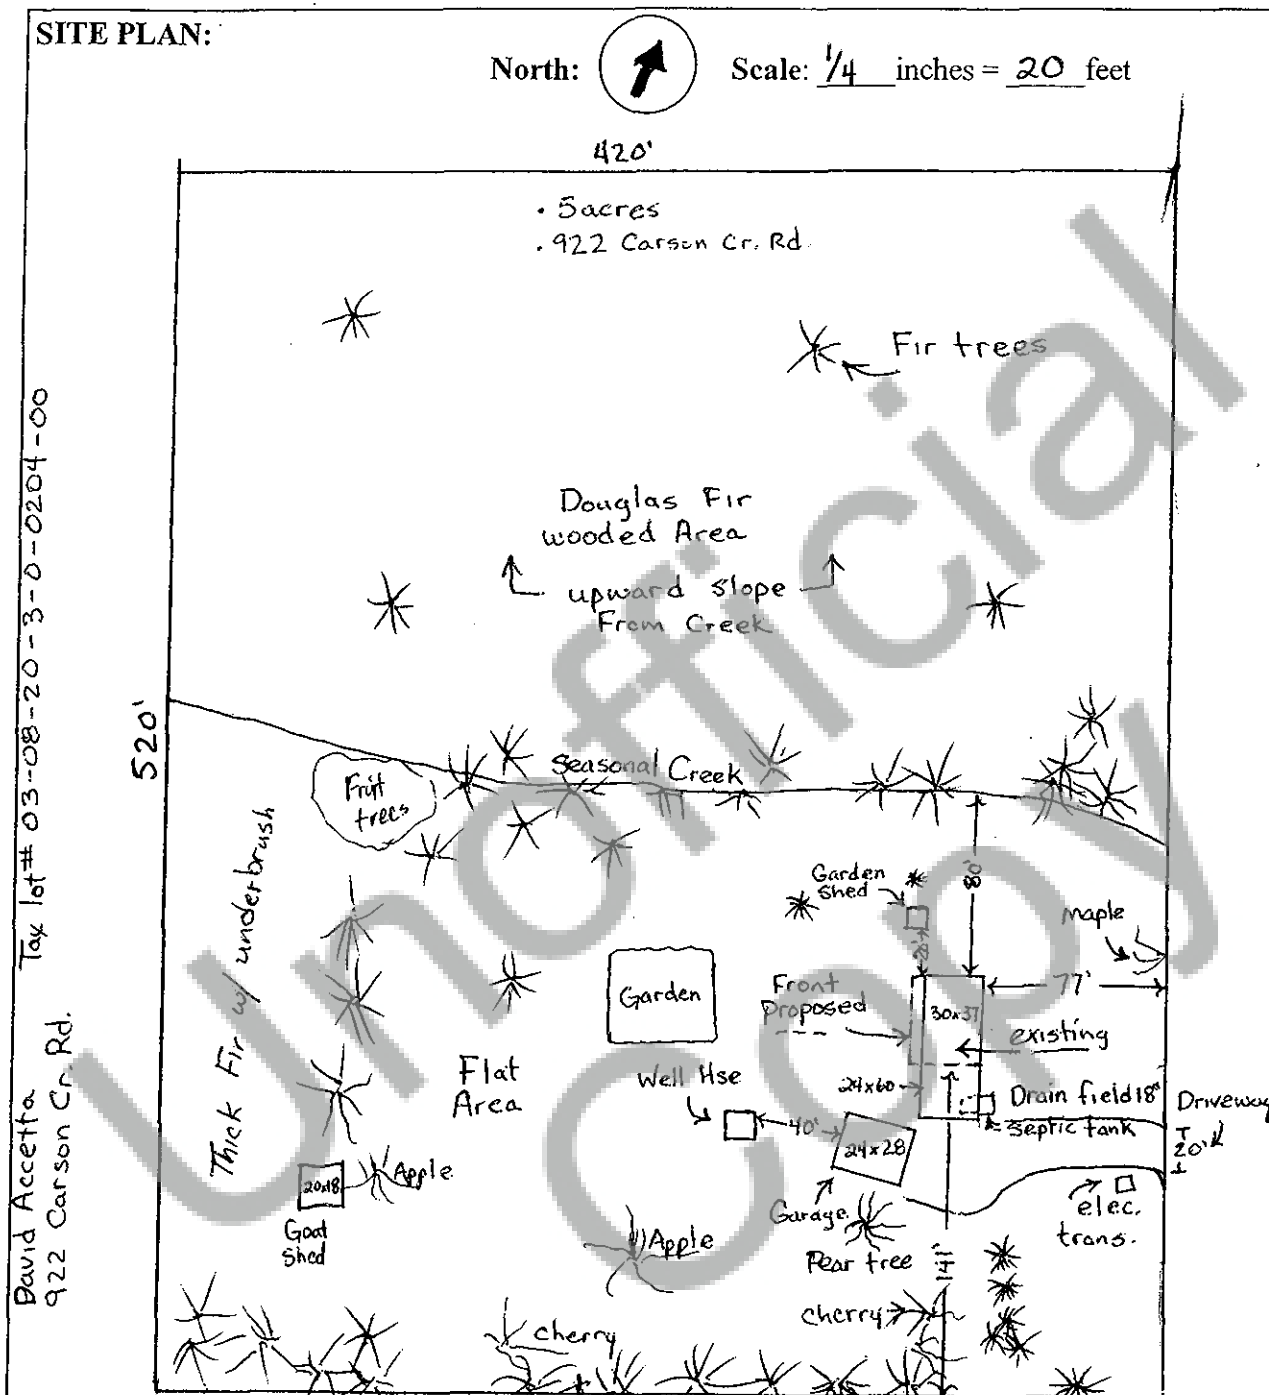 SITE PLAN:
North:
Scale: 1/4 inches = 20 feet
420'
• 5acres
• 922 Carson Cr. Rd.
Fir trees
Douglas Fir
wooded Area
upward slope
From Creek
520'
Seasonal Creek
Friit
trees
Thick Fir w/ underbrush
Garden
Shed
80'
Maple
Garden
Front
Proposed
30x37
77'
existing
Flat
Area
Well Hse
24x60
Drain field 18"
Driveway
40'
24x28
Septic tank
20'
20x18
Apple
Garage
elec.
trans.
Goat
Shed
Apple
Pear tree
141'
cherry
cherry
Tax lot # 03-08-20-3-0-0204-00
David Accetta
922 Carson Cr. Rd.
Unofficial
Copy